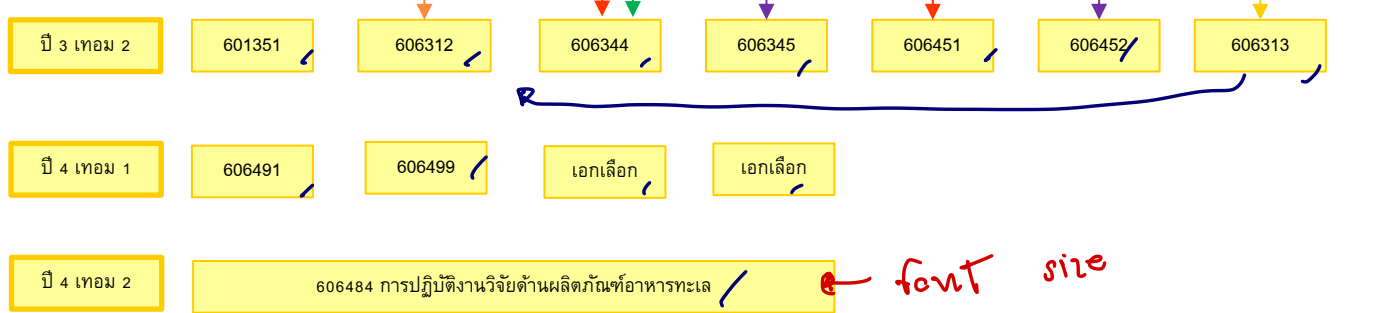 ปี 3 เทอม 2 601351 606312 606344 606345 606451 606452 606313
ปี 4 เทอม 1 606491 606499 เอกเลือก เอกเลือก
ปี 4 เทอม 2 606484 การปฏิบัติงานวิจัยด้านผลิตภัณฑ์อาหารทะเล font size